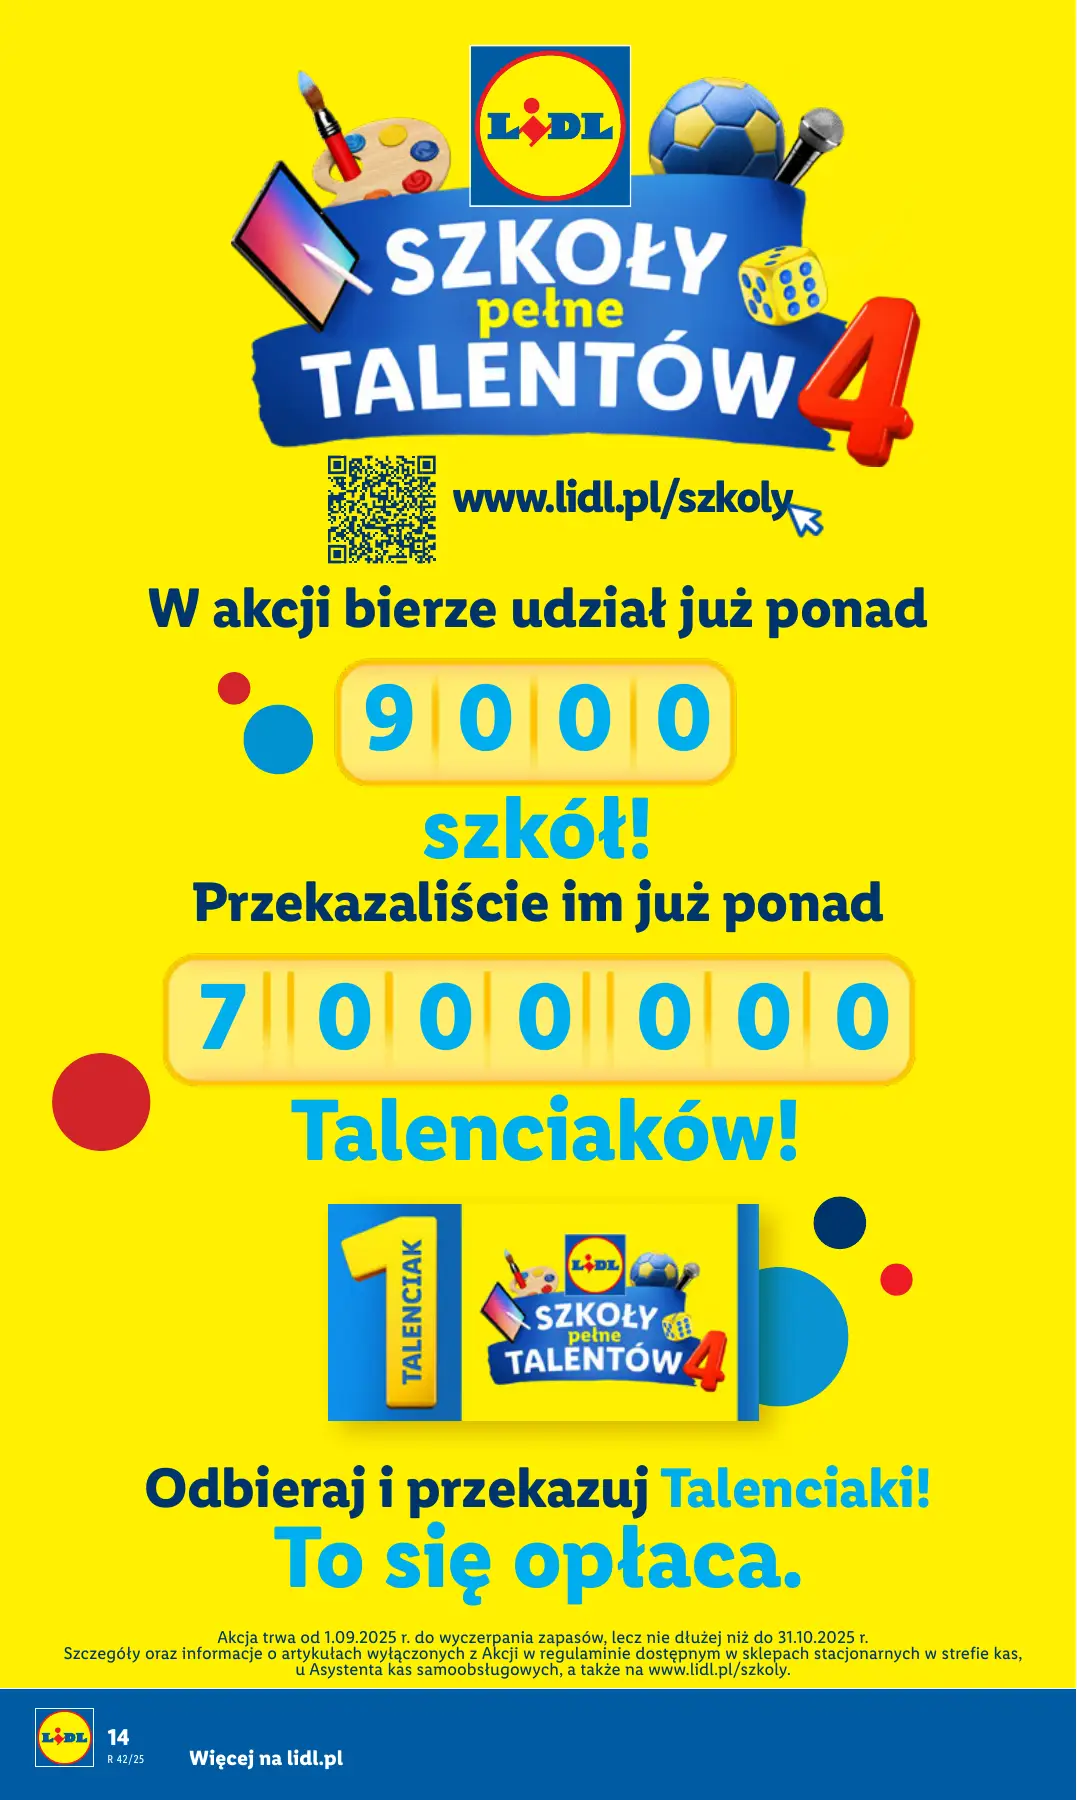 LIDL
SZKOŁY
pełne
TALENTÓW 4
www.lidl.pl/szkoly
W akcji bierze udział już ponad
9000
szkół!
Przekazaliście im już ponad
7 000 000
Talenciaków!
1 TALENCIAK
LIDL
SZKOŁY
pełne
TALENTÓW 4
Odbieraj i przekazuj Talenciaki!
To się opłaca.
Akcja trwa od 1.09.2025 r. do wyczerpania zapasów, lecz nie dłużej niż do 31.10.2025 r.
Szczegóły oraz informacje o artykułach wyłączonych z Akcji w regulaminie dostępnym w sklepach stacjonarnych w strefie kas,
u Asystenta kas samoobsługowych, a także na www.lidl.pl/szkoly.
LIDL
14
R 42/25
Więcej na lidl.pl